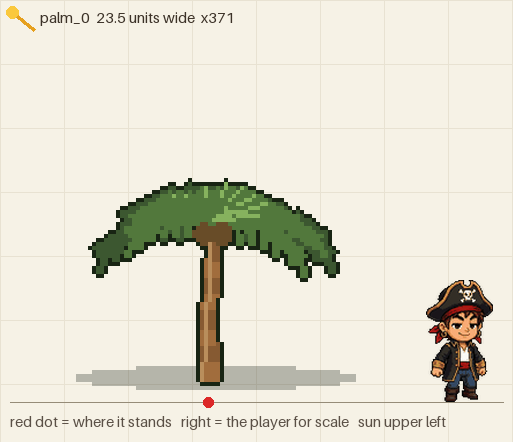 palm_0 23.5 units wide x371
red dot = where it stands right = the player for scale sun upper left